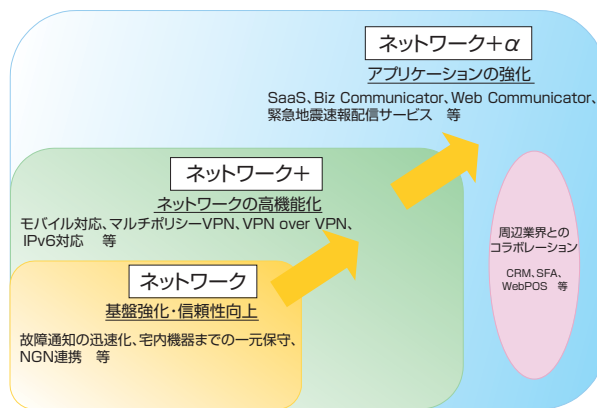 ネットワーク＋α
アプリケーションの強化
SaaS、Biz Communicator、Web Communicator、
緊急地震速報配信サービス　等
ネットワーク＋
ネットワークの高機能化
モバイル対応、マルチポリシーVPN、VPN over VPN、
IPv6対応　等
ネットワーク
基盤強化・信頼性向上
故障通知の迅速化、宅内機器までの一元保守、
NGN連携　等
周辺業界との
コラボレーション
CRM、SFA、
WebPOS　等